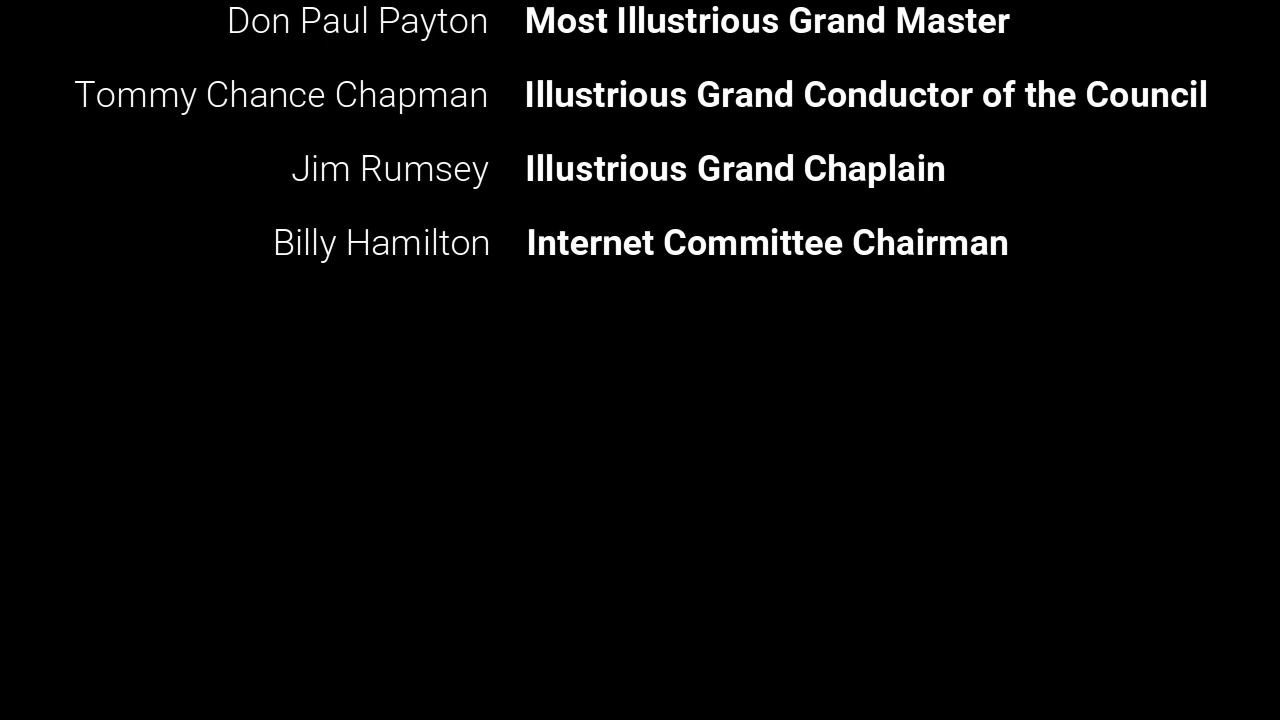 Don Paul Payton Most Illustrious Grand Master
Tommy Chance Chapman Illustrious Grand Conductor of the Council
Jim Rumsey Illustrious Grand Chaplain
Billy Hamilton Internet Committee Chairman